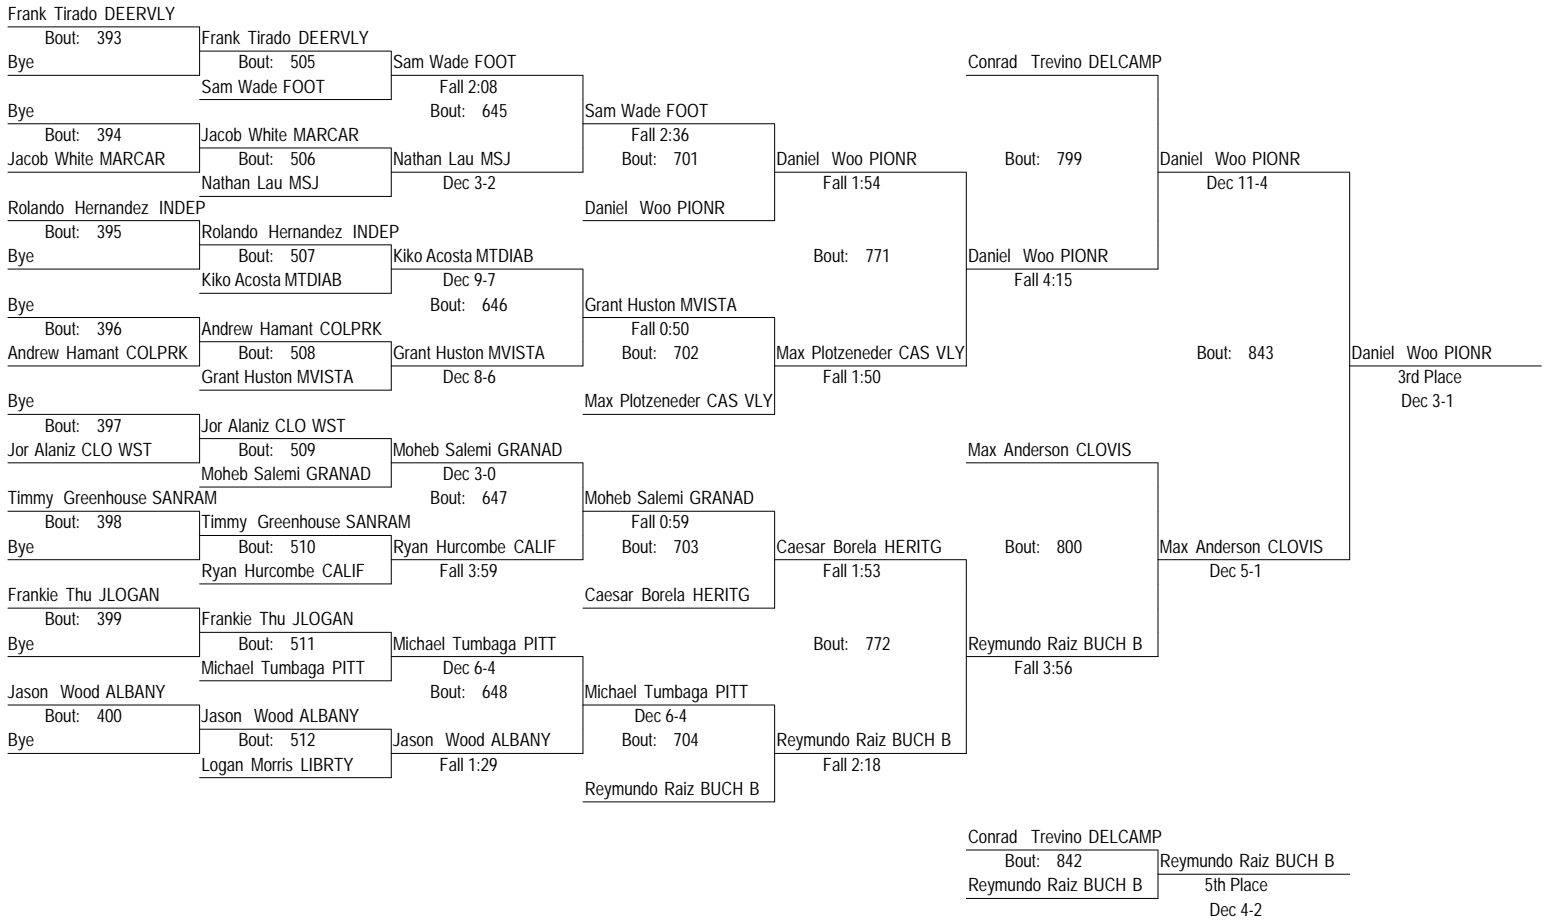 Frank Tirado DEERVLY
Bout: 393 Frank Tirado DEERVLY
Bye Bout: 505 Sam Wade FOOT Conrad Trevino DELCAMP
Sam Wade FOOT Fall 2:08
Bye Bout: 645 Sam Wade FOOT
Bout: 394 Jacob White MARCAR Fall 2:36
Jacob White MARCAR Bout: 506 Nathan Lau MSJ Bout: 701 Daniel Woo PIONR Bout: 799 Daniel Woo PIONR
Nathan Lau MSJ Dec 3-2 Fall 1:54 Dec 11-4
Rolando Hernandez INDEP Daniel Woo PIONR
Bout: 395 Rolando Hernandez INDEP
Bye Bout: 507 Kiko Acosta MTDIAB Bout: 771 Daniel Woo PIONR
Kiko Acosta MTDIAB Dec 9-7 Fall 4:15
Bye Bout: 646 Grant Huston MVISTA
Bout: 396 Andrew Hamant COLPRK Fall 0:50
Andrew Hamant COLPRK Bout: 508 Grant Huston MVISTA Bout: 702 Max Plotzeneder CAS VLY Bout: 843 Daniel Woo PIONR
Grant Huston MVISTA Dec 8-6 Fall 1:50 3rd Place
Bye Max Plotzeneder CAS VLY Dec 3-1
Bout: 397 Jor Alaniz CLO WST
Jor Alaniz CLO WST Bout: 509 Moheb Salemi GRANAD Max Anderson CLOVIS
Moheb Salemi GRANAD Dec 3-0
Timmy Greenhouse SANRAM Bout: 647 Moheb Salemi GRANAD
Bout: 398 Timmy Greenhouse SANRAM Fall 0:59
Bye Bout: 510 Ryan Hurcombe CALIF Bout: 703 Caesar Borela HERITG Bout: 800 Max Anderson CLOVIS
Ryan Hurcombe CALIF Fall 3:59 Fall 1:53 Dec 5-1
Frankie Thu JLOGAN Caesar Borela HERITG
Bout: 399 Frankie Thu JLOGAN
Bye Bout: 511 Michael Tumbaga PITT Bout: 772 Reymundo Raiz BUCH B
Michael Tumbaga PITT Dec 6-4 Fall 3:56
Jason Wood ALBANY Bout: 648 Michael Tumbaga PITT
Bout: 400 Jason Wood ALBANY Dec 6-4
Bye Bout: 512 Jason Wood ALBANY Bout: 704 Reymundo Raiz BUCH B
Logan Morris LIBRTY Fall 1:29 Fall 2:18
Reymundo Raiz BUCH B
Conrad Trevino DELCAMP
Bout: 842 Reymundo Raiz BUCH B
Reymundo Raiz BUCH B 5th Place
Dec 4-2